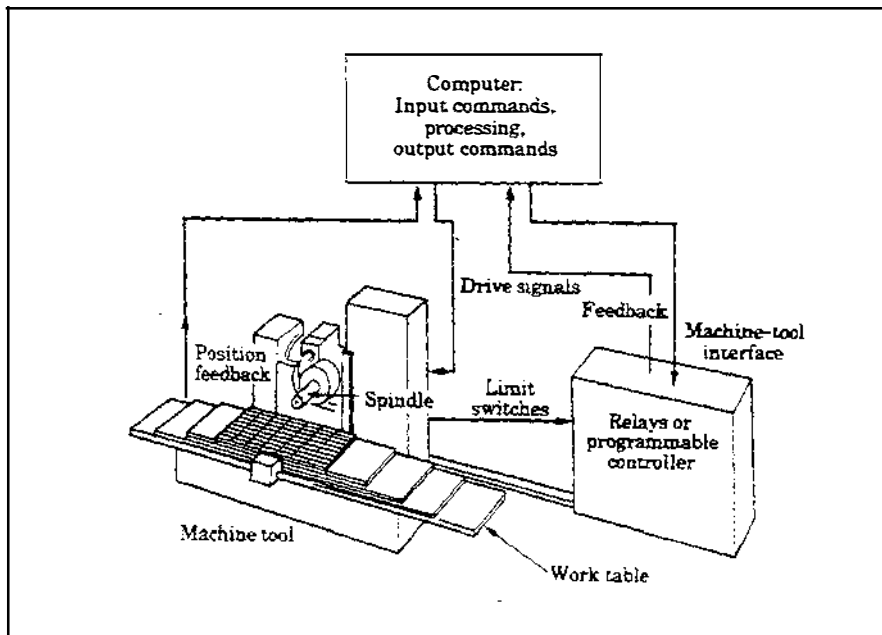 Computer:
Input commands,
processing,
output commands
Drive signals
Feedback
Machine-tool
interface
Position
feedback
Spindle
Limit
switches
Relays or
programmable
controller
Machine tool
Work table